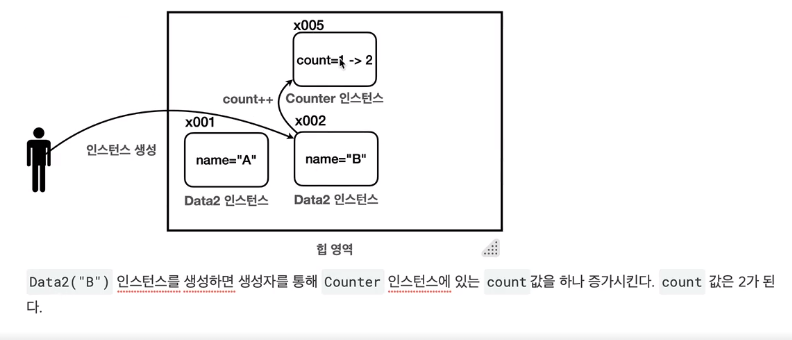 x005
count=1 -> 2
count++
Counter 인스턴스
x001
x002
인스턴스 생성
name="A"
name="B"
Data2 인스턴스
Data2 인스턴스
힙 영역
Data2("B") 인스턴스를 생성하면 생성자를 통해 Counter 인스턴스에 있는 count 값을 하나 증가시킨다. count 값은 2가 된
다.